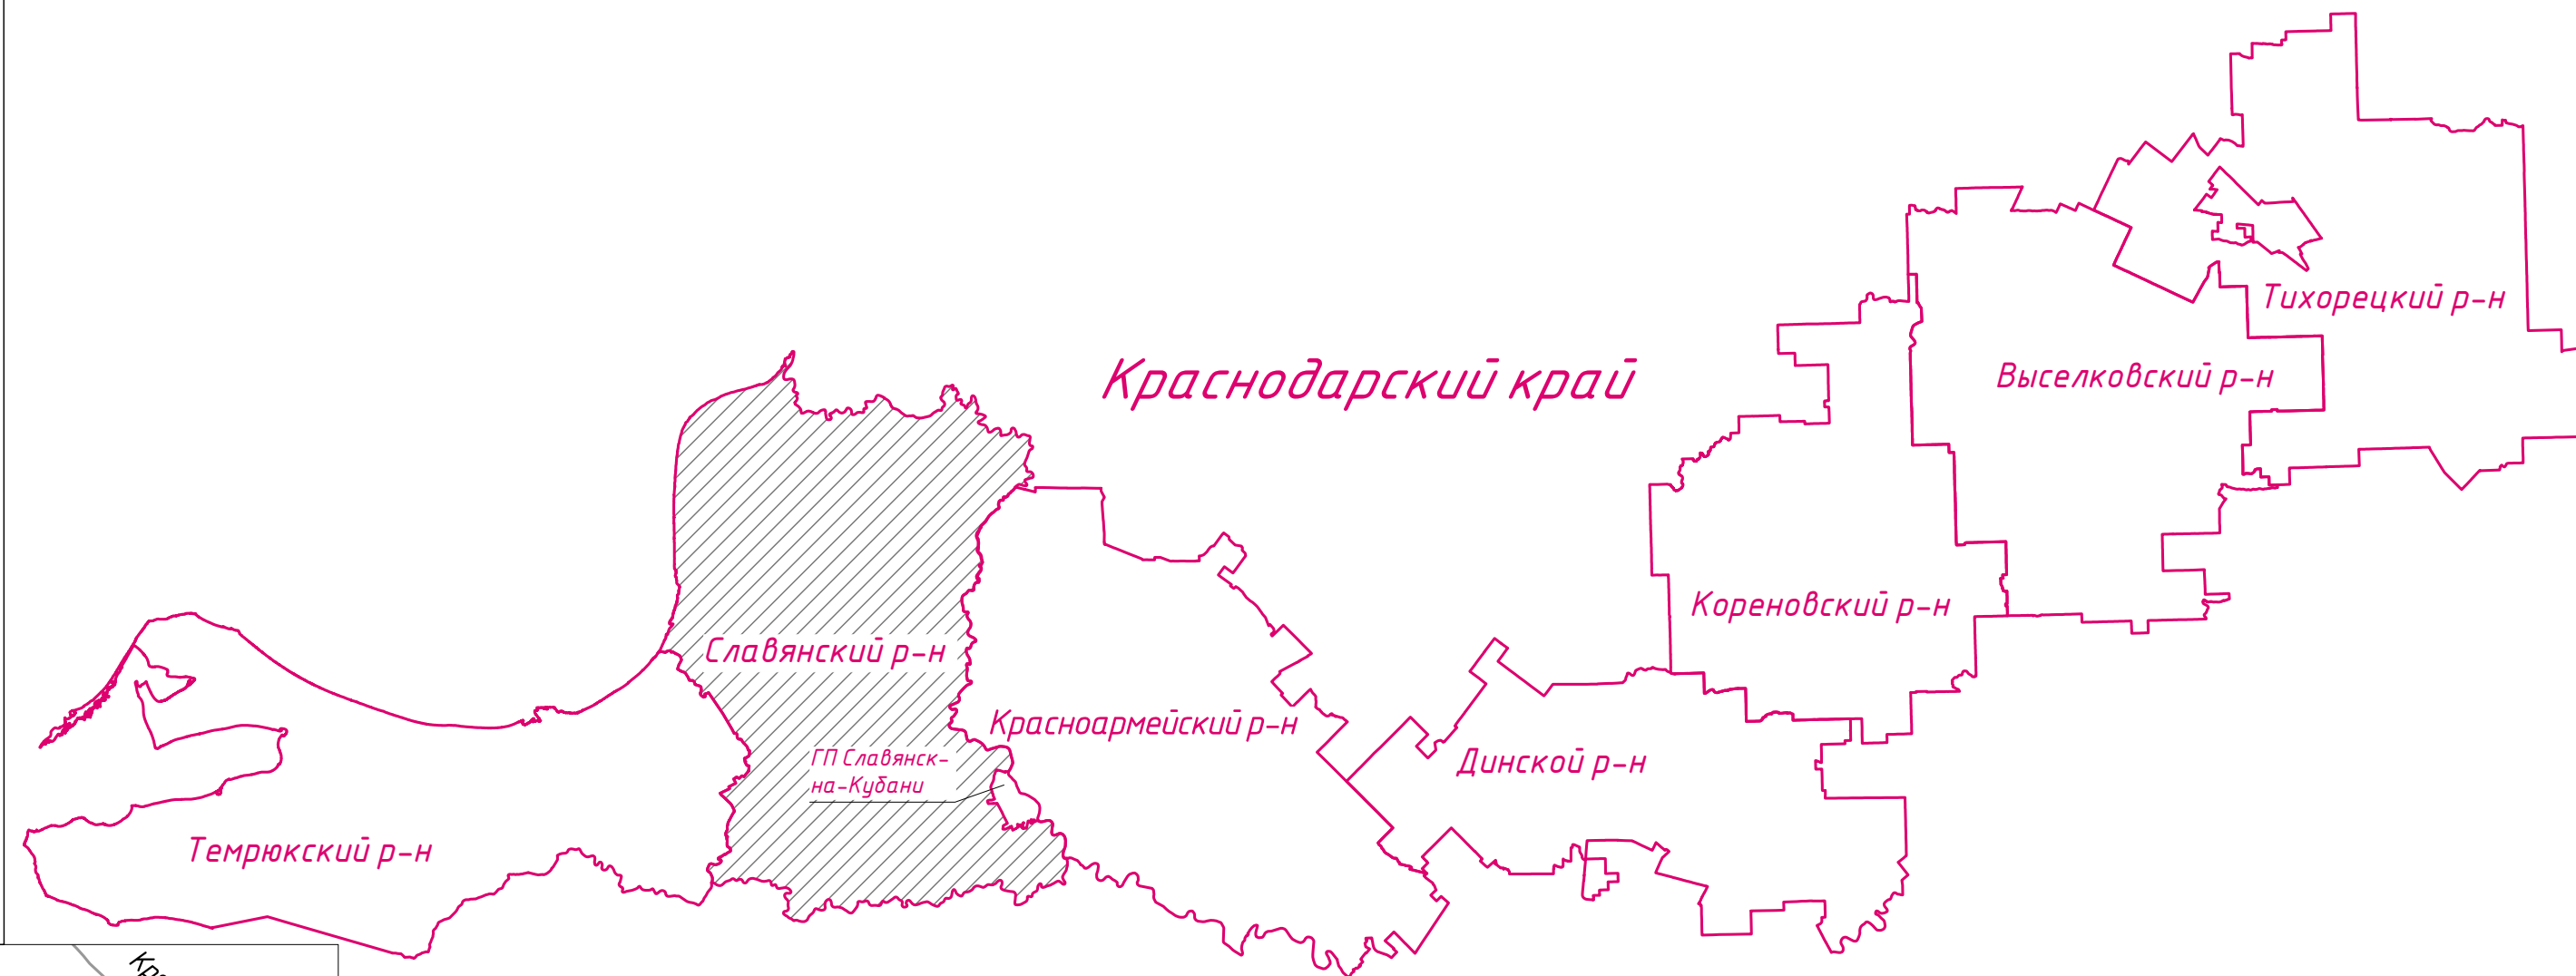 Тихорецкий р-н
Выселковский р-н
Краснодарский край
Кореновский р-н
Славянский р-н
Красноармейский р-н
ГП Славянск-
на-Кубани
Динской р-н
Темрюкский р-н